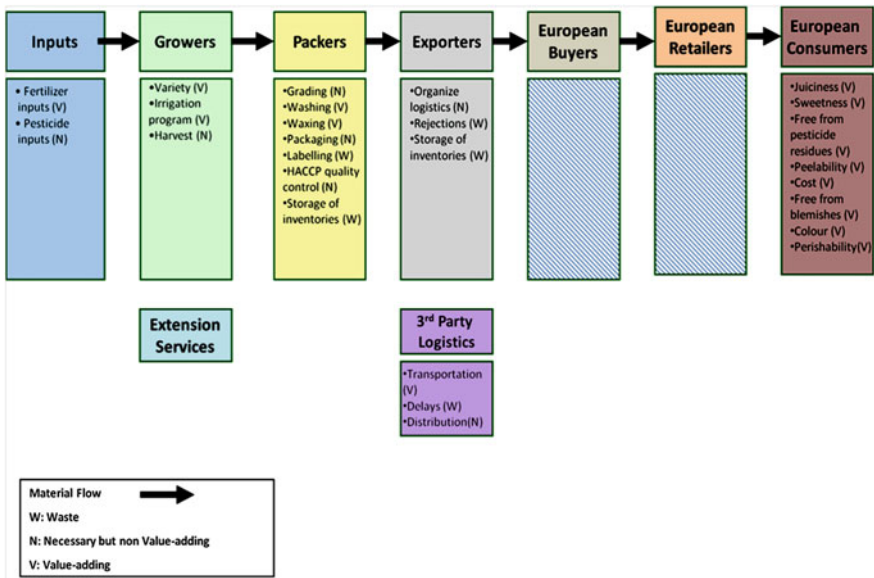 Inputs
Growers
Packers
Exporters
European
Buyers
European
Retailers
European
Consumers
• Fertilizer
inputs (V)
• Pesticide
inputs (N)
•Variety (V)
•Irrigation
program (V)
•Harvest (N)
•Grading (N)
•Washing (V)
•Waxing (V)
•Packaging (N)
•Labelling (W)
•HACCP quality
control (N)
•Storage of
inventories (W)
•Organize
logistics (N)
•Rejections (W)
•Storage of
inventories (W)
•Juiciness (V)
•Sweetness (V)
•Free from
pesticide
residues (V)
•Peelability (V)
•Cost (V)
•Free from
blemishes (V)
•Colour (V)
•Perishability(V)
Extension
Services
3rd Party
Logistics
•Transportation
(V)
•Delays (W)
•Distribution(N)
Material Flow
W: Waste
N: Necessary but non Value-adding
V: Value-adding